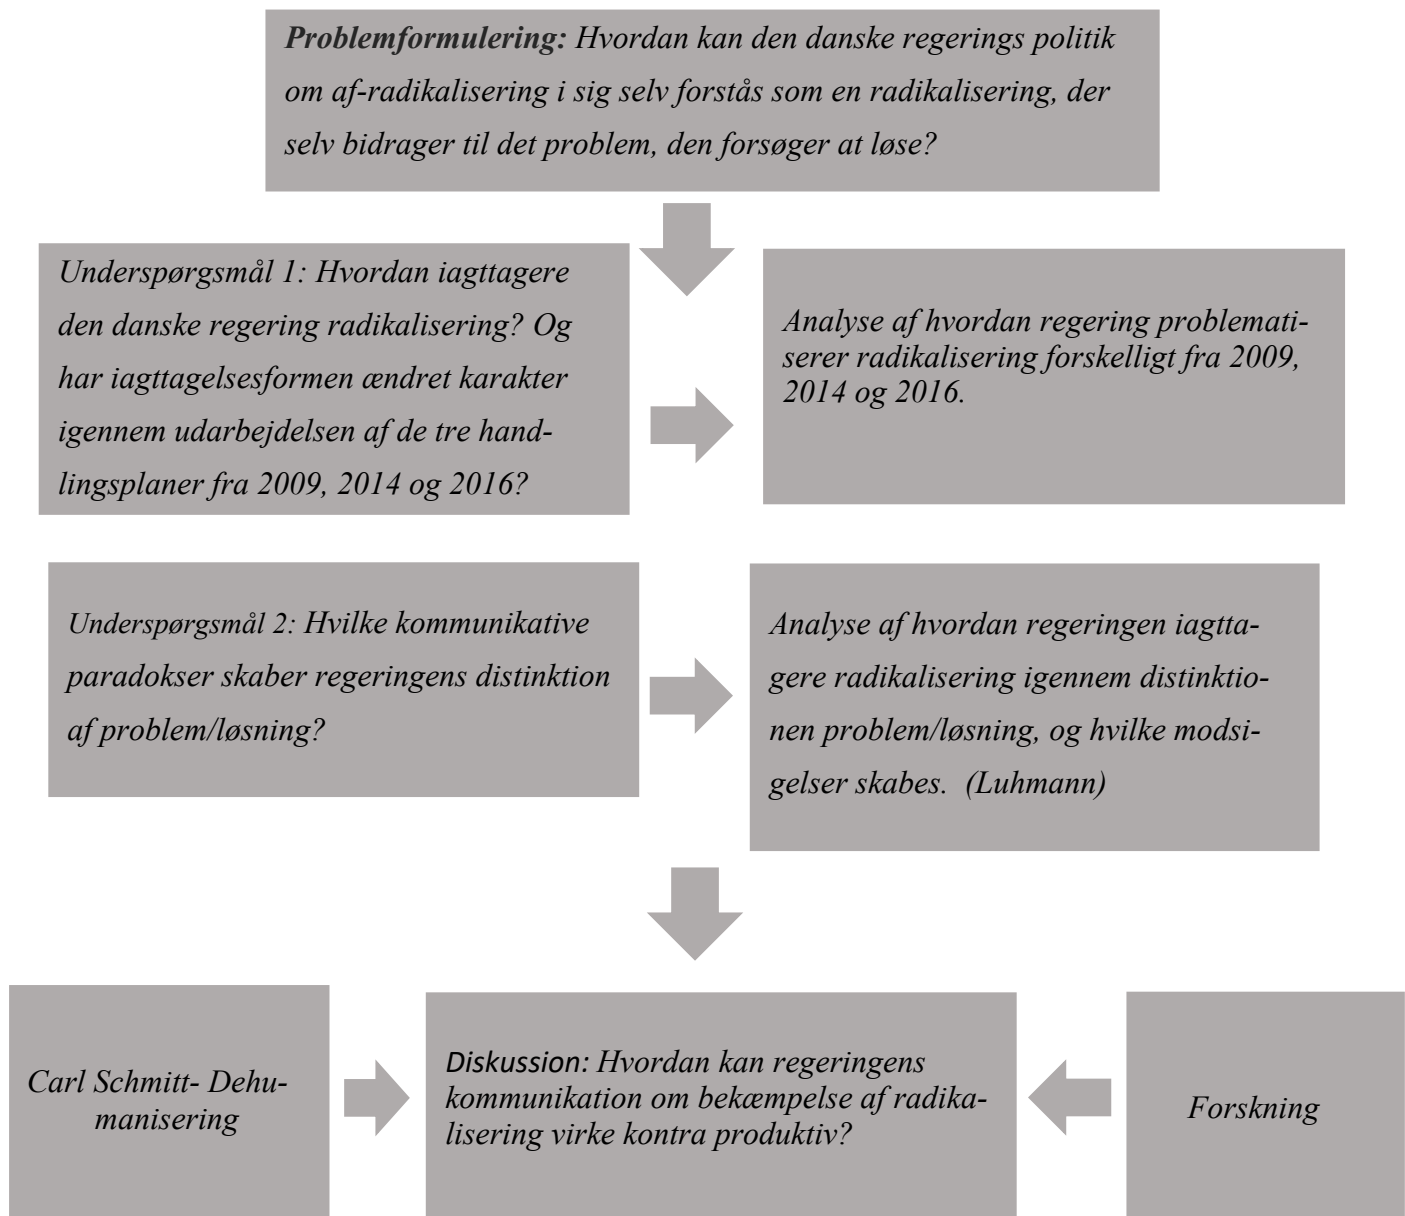 Problemformulering: Hvordan kan den danske regerings politik
om af-radikalisering i sig selv forstås som en radikalisering, der
selv bidrager til det problem, den forsøger at løse?
Underspørgsmål 1: Hvordan iagttagere
den danske regering radikalisering? Og
har iagttagelsesformen ændret karakter
igennem udarbejdelsen af de tre hand-
lingsplaner fra 2009, 2014 og 2016?
Analyse af hvordan regering problemati-
serer radikalisering forskelligt fra 2009,
2014 og 2016.
Underspørgsmål 2: Hvilke kommunikative
paradokser skaber regeringens distinktion
af problem/løsning?
Analyse af hvordan regeringen iagtta-
gere radikalisering igennem distinktio-
nen problem/løsning, og hvilke modsi-
gelser skabes. (Luhmann)
Carl Schmitt- Dehu-
manisering
Diskussion: Hvordan kan regeringens
kommunikation om bekæmpelse af radika-
lisering virke kontra produktiv?
Forskning